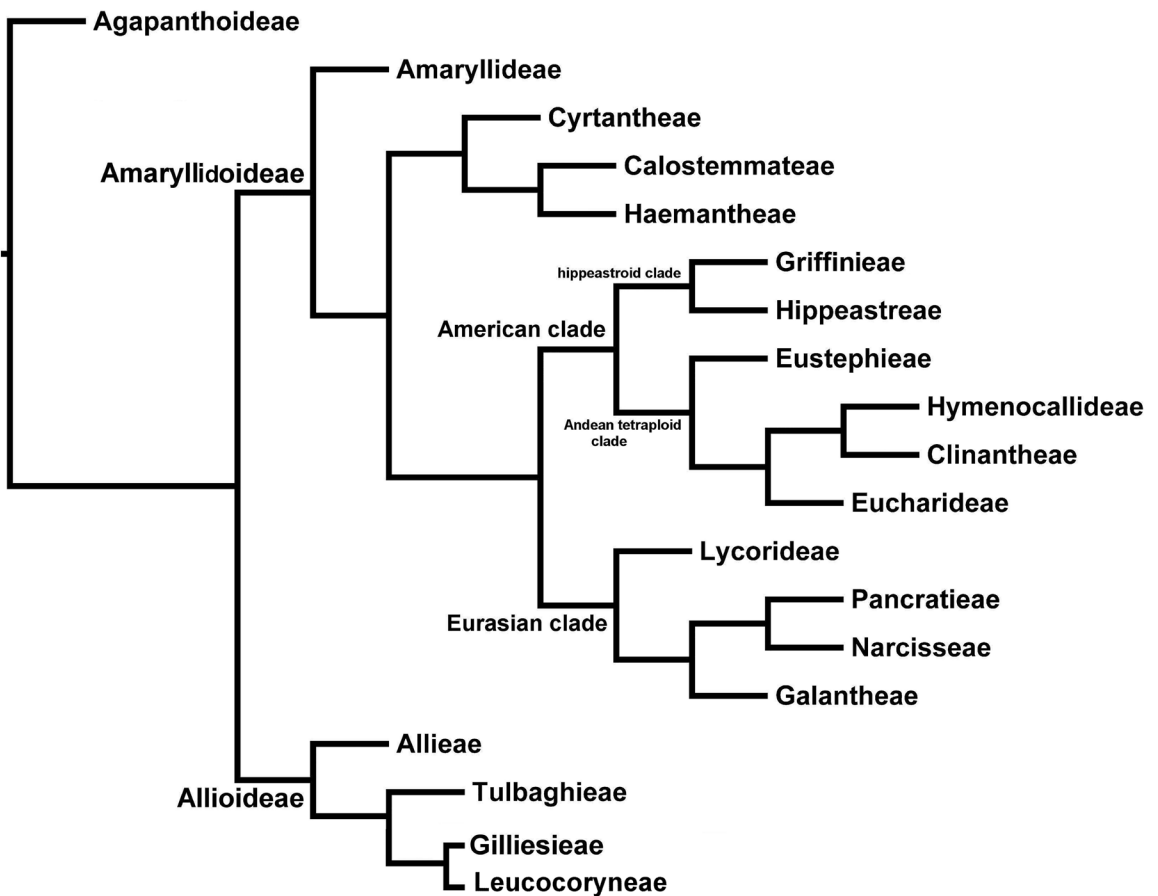 Agapanthoideae
Amaryllideae
Cyrtantheae
Calostemmateae
Amaryllidoideae
Haemantheae
Griffinieae
hippeastroid clade
Hippeastreae
American clade
Eustephieae
Hymenocallideae
Andean tetraploid
clade
Clinantheae
Eucharideae
Lycorideae
Pancratieae
Eurasian clade
Narcisseae
Galantheae
Allieae
Tulbaghieae
Allioideae
Gilliesieae
Leucocoryneae